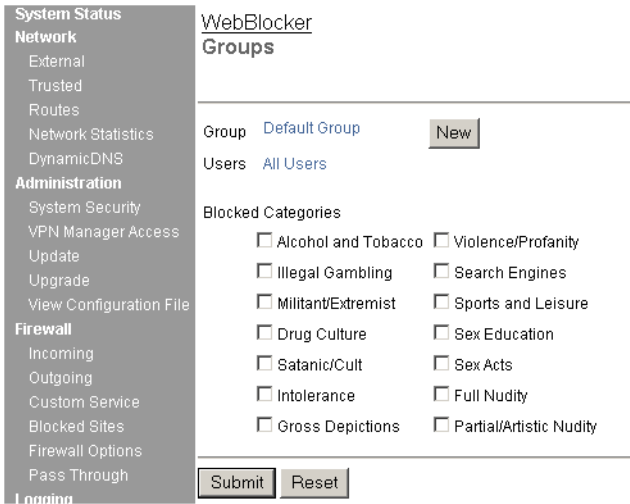 System Status
Network
External
Trusted
Routes
Network Statistics
DynamicDNS
Administration
System Security
VPN Manager Access
Update
Upgrade
View Configuration File
Firewall
Incoming
Outgoing
Custom Service
Blocked Sites
Firewall Options
Pass Through
Logging
WebBlocker
Groups
Group Default Group New
Users All Users
Blocked Categories
Alcohol and Tobacco Violence/Profanity
Illegal Gambling Search Engines
Militant/Extremist Sports and Leisure
Drug Culture Sex Education
Satanic/Cult Sex Acts
Intolerance Full Nudity
Gross Depictions Partial/Artistic Nudity
Submit Reset